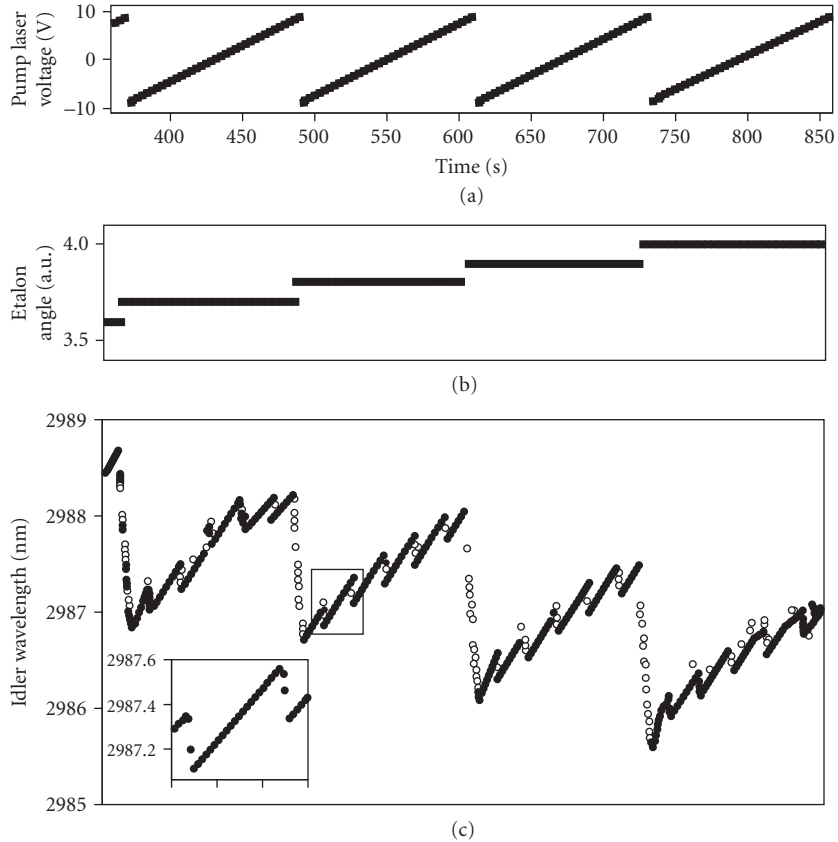 Pump laser
voltage (V)
10
0
−10
400 450 500 550 600 650 700 750 800 850
Time (s)
(a)
Etalon
angle (a.u.)
4.0
3.5
(b)
Idler wavelength (nm)
2989
2988
2987
2986
2985
2987.6
2987.4
2987.2
(c)